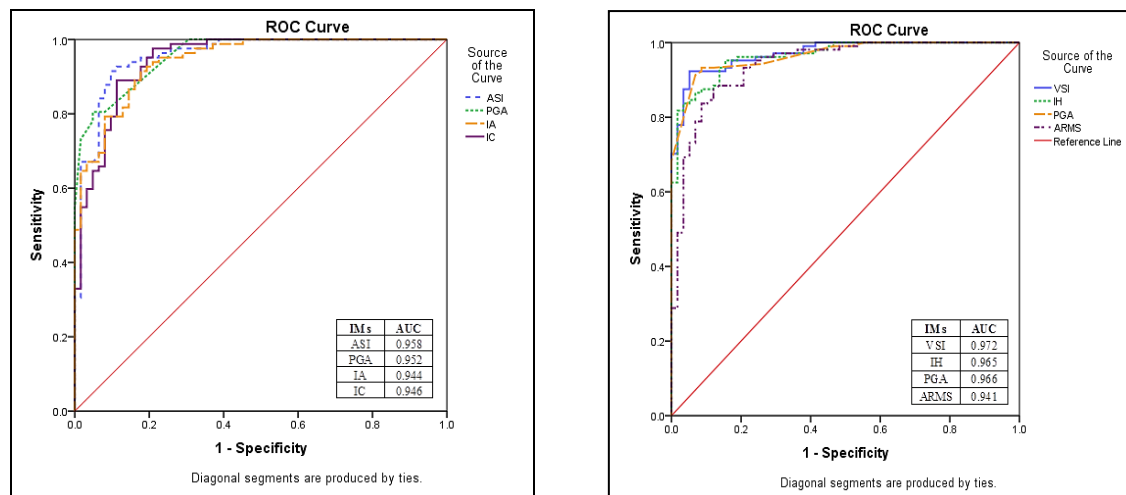 ROC Curve
Source
of the
Curve
ASI
PGA
IA
IC
1.0
0.8
0.6
0.4
0.2
0.0
Sensitivity
IMs AUC
ASI 0.958
PGA 0.952
IA 0.944
IC 0.946
0.0 0.2 0.4 0.6 0.8 1.0
1 - Specificity
Diagonal segments are produced by ties.
ROC Curve
Source of the
Curve
VSI
IH
PGA
ARMS
Reference Line
1.0
0.8
0.6
0.4
0.2
0.0
Sensitivity
IMs AUC
VSI 0.972
IH 0.965
PGA 0.966
ARMS 0.941
0.0 0.2 0.4 0.6 0.8 1.0
1 - Specificity
Diagonal segments are produced by ties.